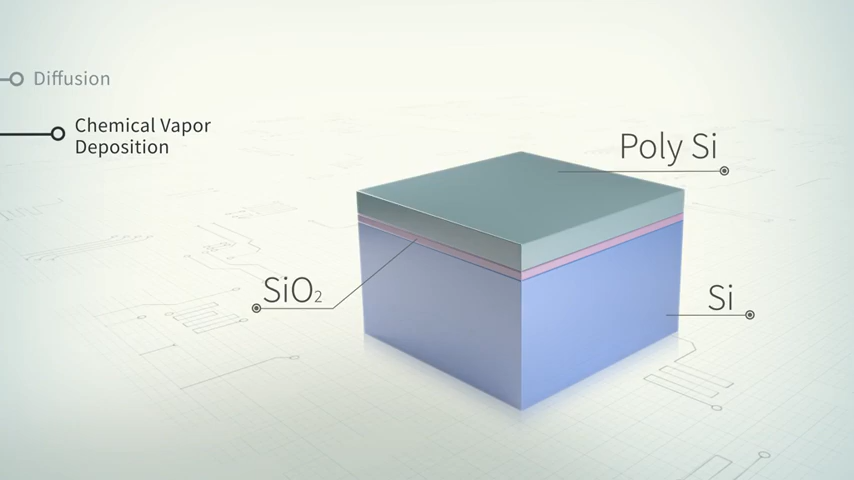 Diffusion
Chemical Vapor
Deposition
Poly Si
SiO₂
Si